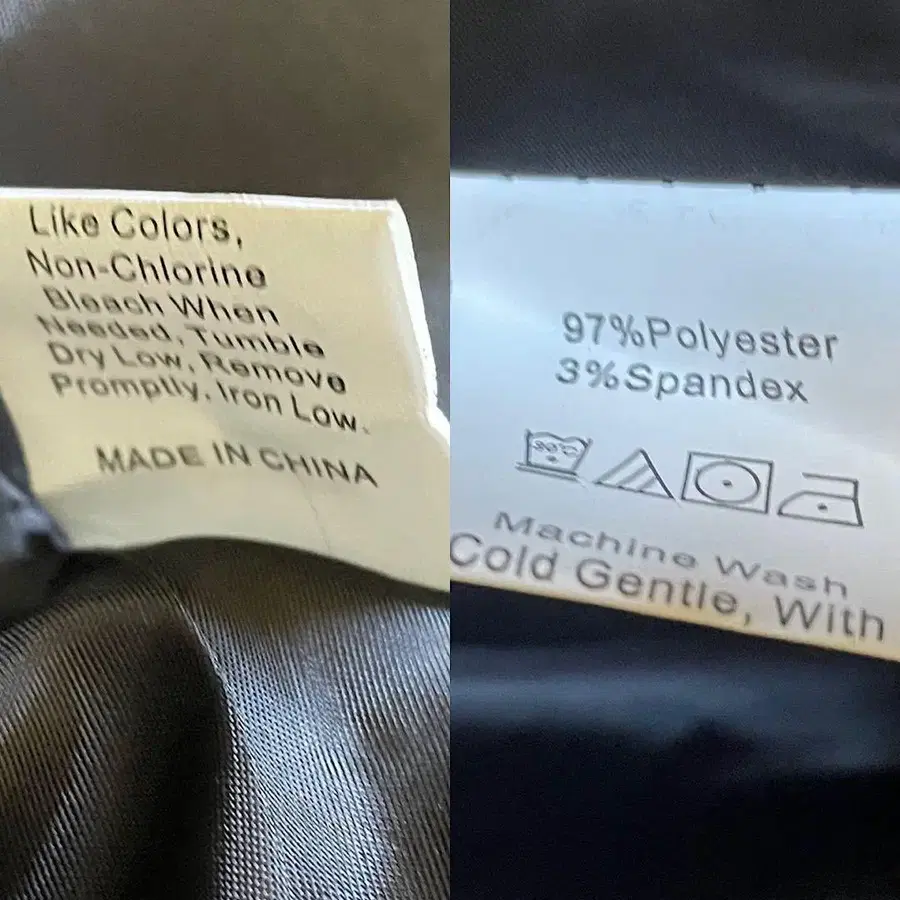 Like Colors,
Non-Chlorine
Bleach When
Needed, Tumble
Dry Low, Remove
Promptly, Iron Low.
MADE IN CHINA
97%Polyester
3%Spandex
30°C
Machine Wash
Cold Gentle, With